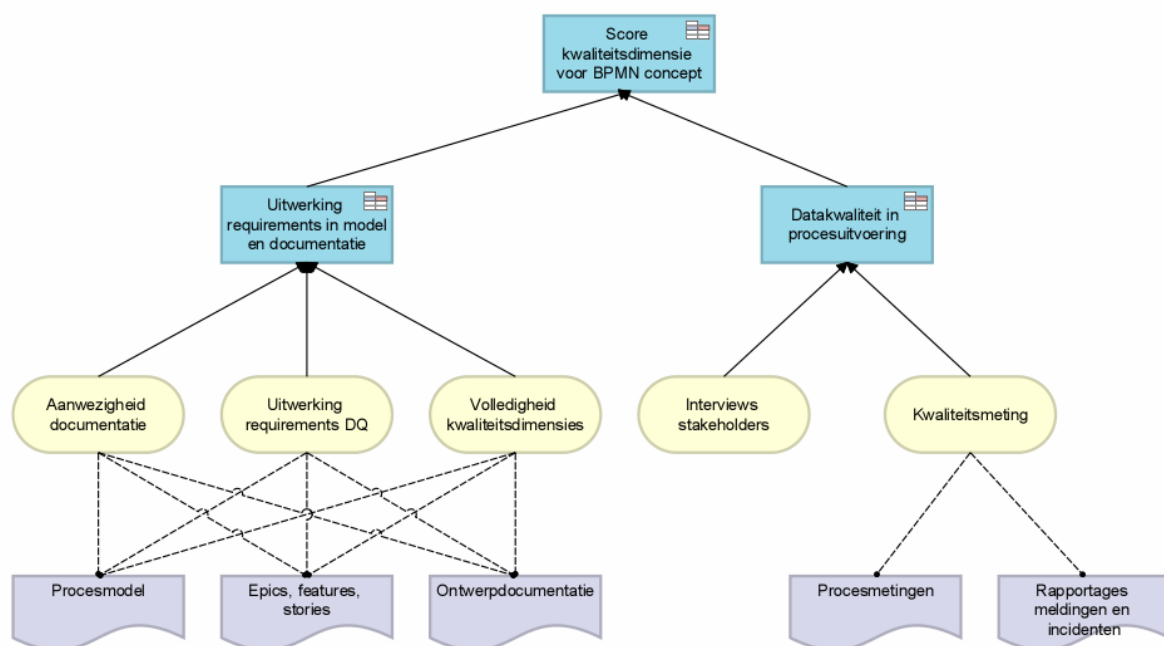 Score
kwaliteitsdimensie
voor BPMN concept
Uitwerking
requirements in model
en documentatie
Datakwaliteit in
procesuitvoering
Aanwezigheid
documentatie
Uitwerking
requirements DQ
Volledigheid
kwaliteitsdimensies
Interviews
stakeholders
Kwaliteitsmeting
Procesmodel
Epics, features,
stories
Ontwerpdocumentatie
Procesmetingen
Rapportages
meldingen en
incidenten